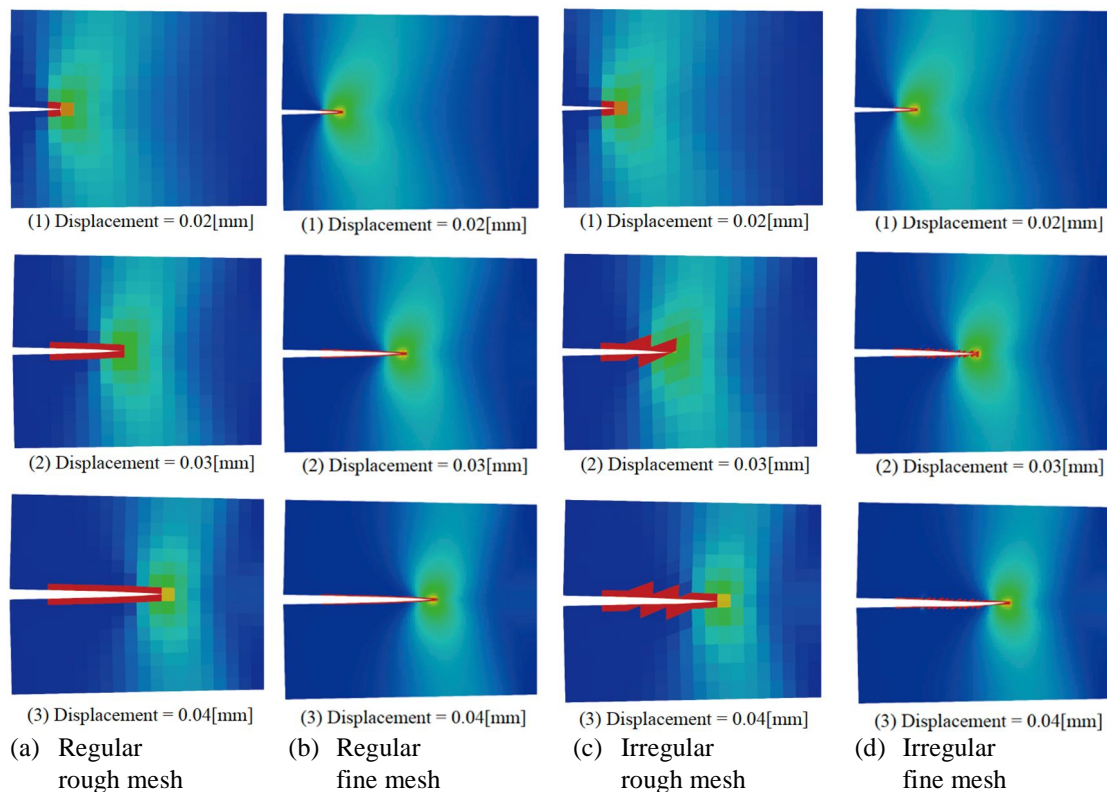 (1) Displacement = 0.02[mm]
(1) Displacement = 0.02[mm]
(1) Displacement = 0.02[mm]
(1) Displacement = 0.02[mm]
(2) Displacement = 0.03[mm]
(2) Displacement = 0.03[mm]
(2) Displacement = 0.03[mm]
(2) Displacement = 0.03[mm]
(3) Displacement = 0.04[mm]
(3) Displacement = 0.04[mm]
(3) Displacement = 0.04[mm]
(3) Displacement = 0.04[mm]
(a) Regular
rough mesh
(b) Regular
fine mesh
(c) Irregular
rough mesh
(d) Irregular
fine mesh